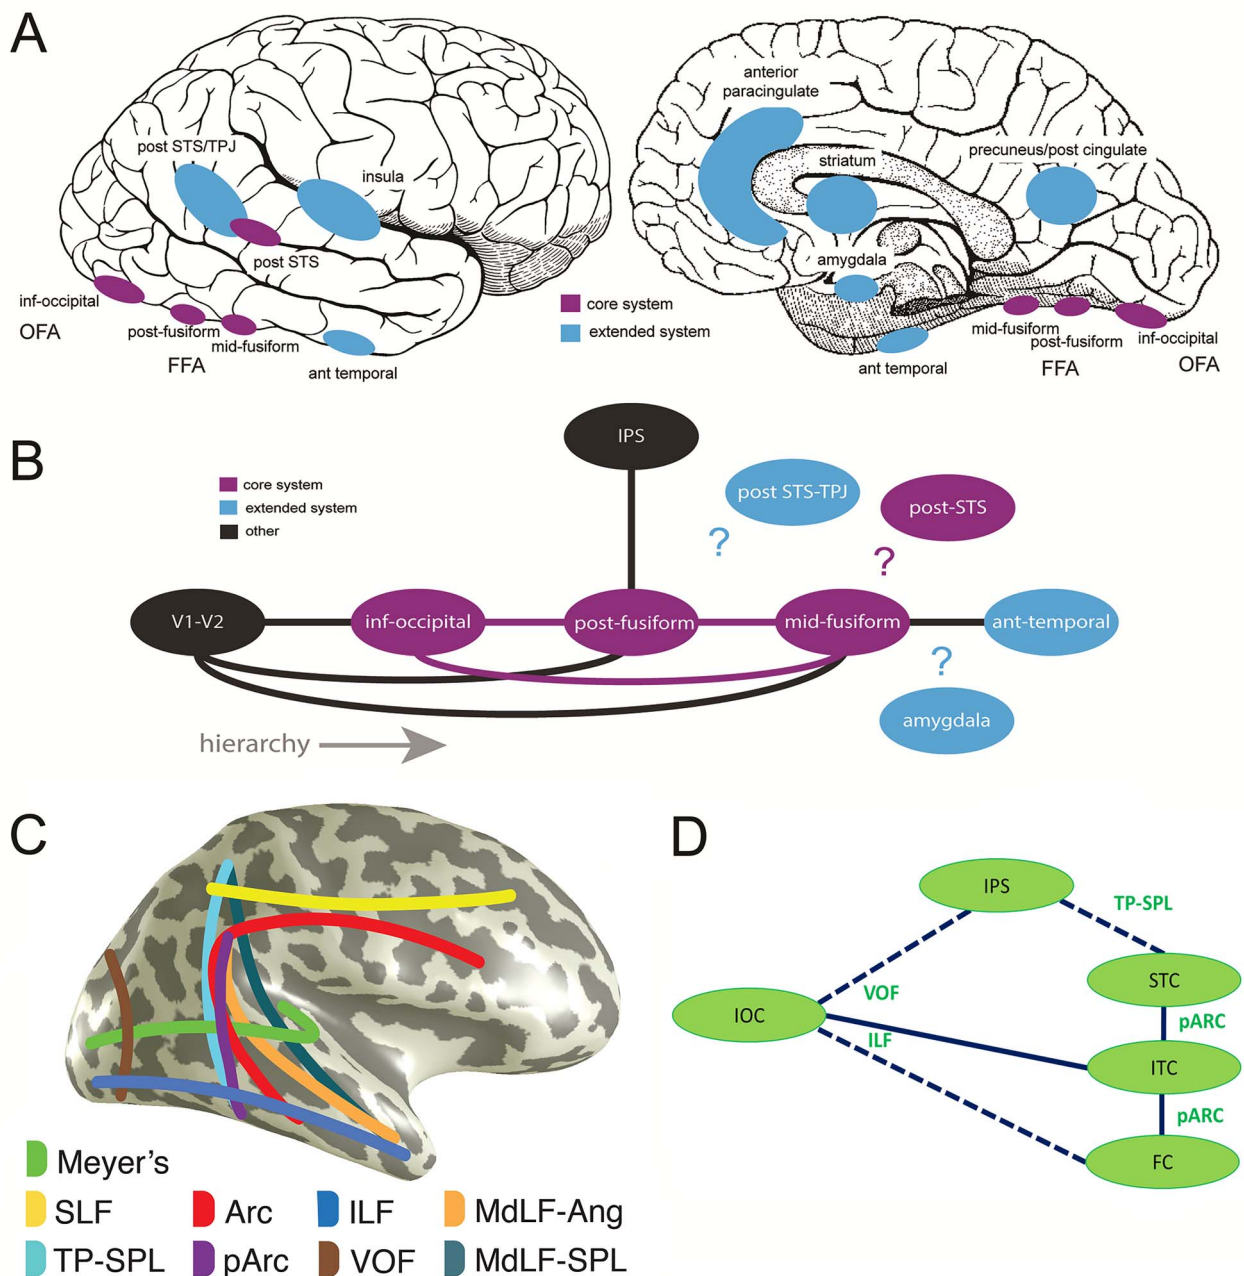 A
post STS/TPJ
insula
post STS
inf-occipital
OFA
post-fusiform
mid-fusiform
FFA
ant temporal
anterior
paracingulate
striatum
precuneus/post cingulate
amygdala
core system
extended system
mid-fusiform
post-fusiform
inf-occipital
ant temporal
FFA
OFA
B
core system
extended system
other
IPS
post STS-TPJ
post-STS
?
?
V1-V2
inf-occipital
post-fusiform
mid-fusiform
ant-temporal
?
amygdala
hierarchy
C
Meyer's
SLF
Arc
ILF
MdLF-Ang
TP-SPL
pArc
VOF
MdLF-SPL
D
IPS
TP-SPL
VOF
STC
IOC
pARC
ILF
ITC
pARC
FC